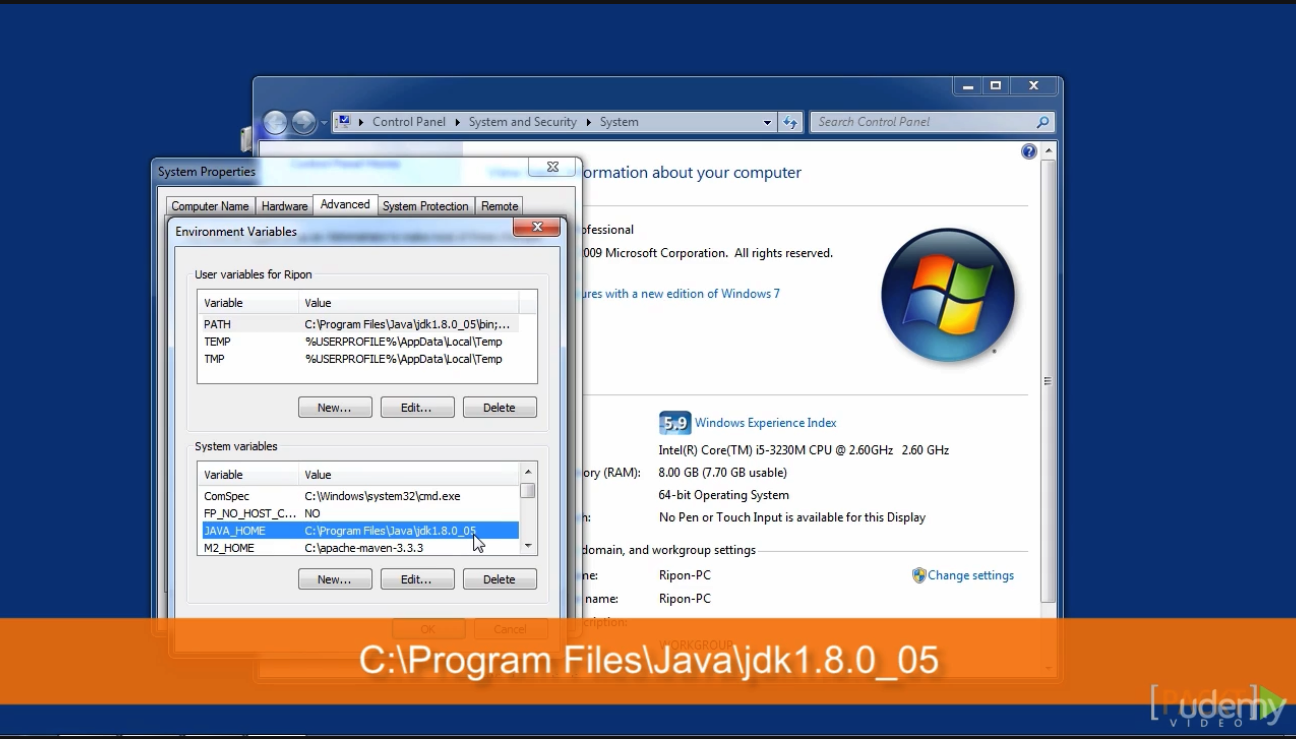 Control Panel ▸ System and Security ▸ System
Search Control Panel
System Properties
Computer Name Hardware Advanced System Protection Remote
Environment Variables
User variables for Ripon
Variable Value
PATH C:\Program Files\Java\jdk1.8.0_05\bin;...
TEMP %USERPROFILE%\AppData\Local\Temp
TMP %USERPROFILE%\AppData\Local\Temp
New... Edit... Delete
System variables
Variable Value
ComSpec C:\Windows\system32\cmd.exe
FP_NO_HOST_C... NO
JAVA_HOME C:\Program Files\Java\jdk1.8.0_05
M2_HOME C:\apache-maven-3.3.3
New... Edit... Delete
OK Cancel
ormation about your computer
ofessional
009 Microsoft Corporation. All rights reserved.
ures with a new edition of Windows 7
5.9 Windows Experience Index
Intel(R) Core(TM) i5-3230M CPU @ 2.60GHz 2.60 GHz
ory (RAM): 8.00 GB (7.70 GB usable)
64-bit Operating System
h: No Pen or Touch Input is available for this Display
domain, and workgroup settings
me: Ripon-PC
Change settings
name: Ripon-PC
cription:
WORKGROUP
C:\Program Files\Java\jdk1.8.0_05
[PACKT]
VIDEO
udemy